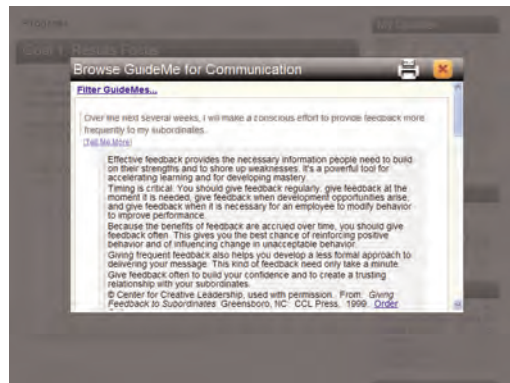 Progress
My Updates
Goal 1: Results Focus
Browse GuideMe for Communication
Filter GuideMes...
Over the next several weeks, I will make a conscious effort to provide feedback more
frequently to my subordinates.
[Tell Me More]
Effective feedback provides the necessary information people need to build
on their strengths and to shore up weaknesses. It's a powerful tool for
accelerating learning and for developing mastery.
Timing is critical. You should give feedback regularly, give feedback at the
moment it is needed, give feedback when development opportunities arise,
and give feedback when it is necessary for an employee to modify behavior
to improve performance.
Because the benefits of feedback are accrued over time, you should give
feedback often. This gives you the best chance of reinforcing positive
behavior and of influencing change in unacceptable behavior.
Giving frequent feedback also helps you develop a less formal approach to
delivering your message. This kind of feedback need only take a minute.
Give feedback often to build your confidence and to create a trusting
relationship with your subordinates.
© Center for Creative Leadership, used with permission. From: Giving
Feedback to Subordinates. Greensboro, NC: CCL Press, 1999. Order